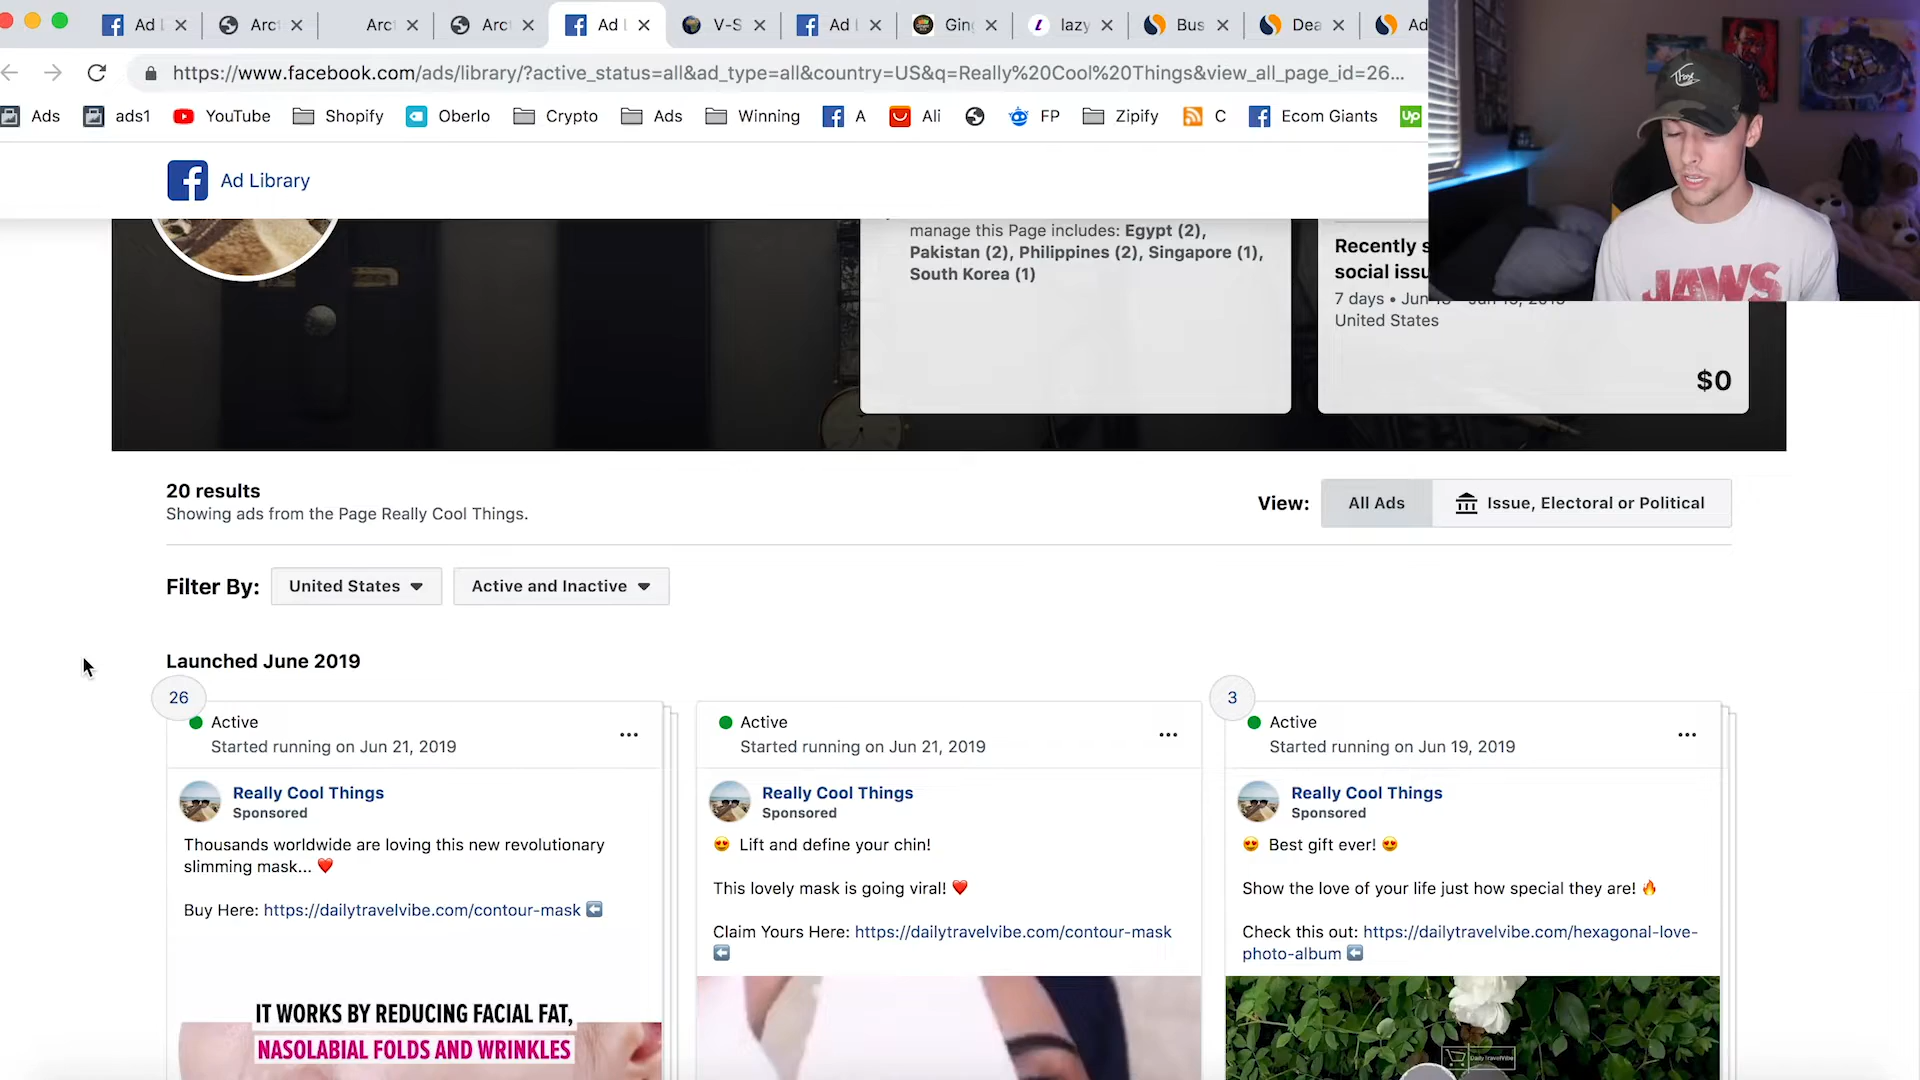 Ad
Arc
Arc
Arc
Ad
V-S
Ad
Gin
lazy
Bus
Dea
Ad
https://www.facebook.com/ads/library/?active_status=all&ad_type=all&country=US&q=Really%20Cool%20Things&view_all_page_id=26...
Ads
ads1
YouTube
Shopify
Oberlo
Crypto
Ads
Winning
A
Ali
FP
Zipify
C
Ecom Giants
Up
Ad Library
JAWS
manage this Page includes: Egypt (2),
Pakistan (2), Philippines (2), Singapore (1),
South Korea (1)
Recently
social issu
7 days • Jun
United States
$0
20 results
Showing ads from the Page Really Cool Things.
View:
All Ads
Issue, Electoral or Political
Filter By:
United States
Active and Inactive
Launched June 2019
26
Active
Started running on Jun 21, 2019
Really Cool Things
Sponsored
Thousands worldwide are loving this new revolutionary
slimming mask... ❤️
Buy Here: https://dailytravelvibe.com/contour-mask ⬅️
IT WORKS BY REDUCING FACIAL FAT,
NASOLABIAL FOLDS AND WRINKLES
Active
Started running on Jun 21, 2019
Really Cool Things
Sponsored
😍 Lift and define your chin!
This lovely mask is going viral! ❤️
Claim Yours Here: https://dailytravelvibe.com/contour-mask
⬅️
3
Active
Started running on Jun 19, 2019
Really Cool Things
Sponsored
😍 Best gift ever! 😍
Show the love of your life just how special they are! 🔥
Check this out: https://dailytravelvibe.com/hexagonal-love-
photo-album ⬅️
DailyTravelVibe